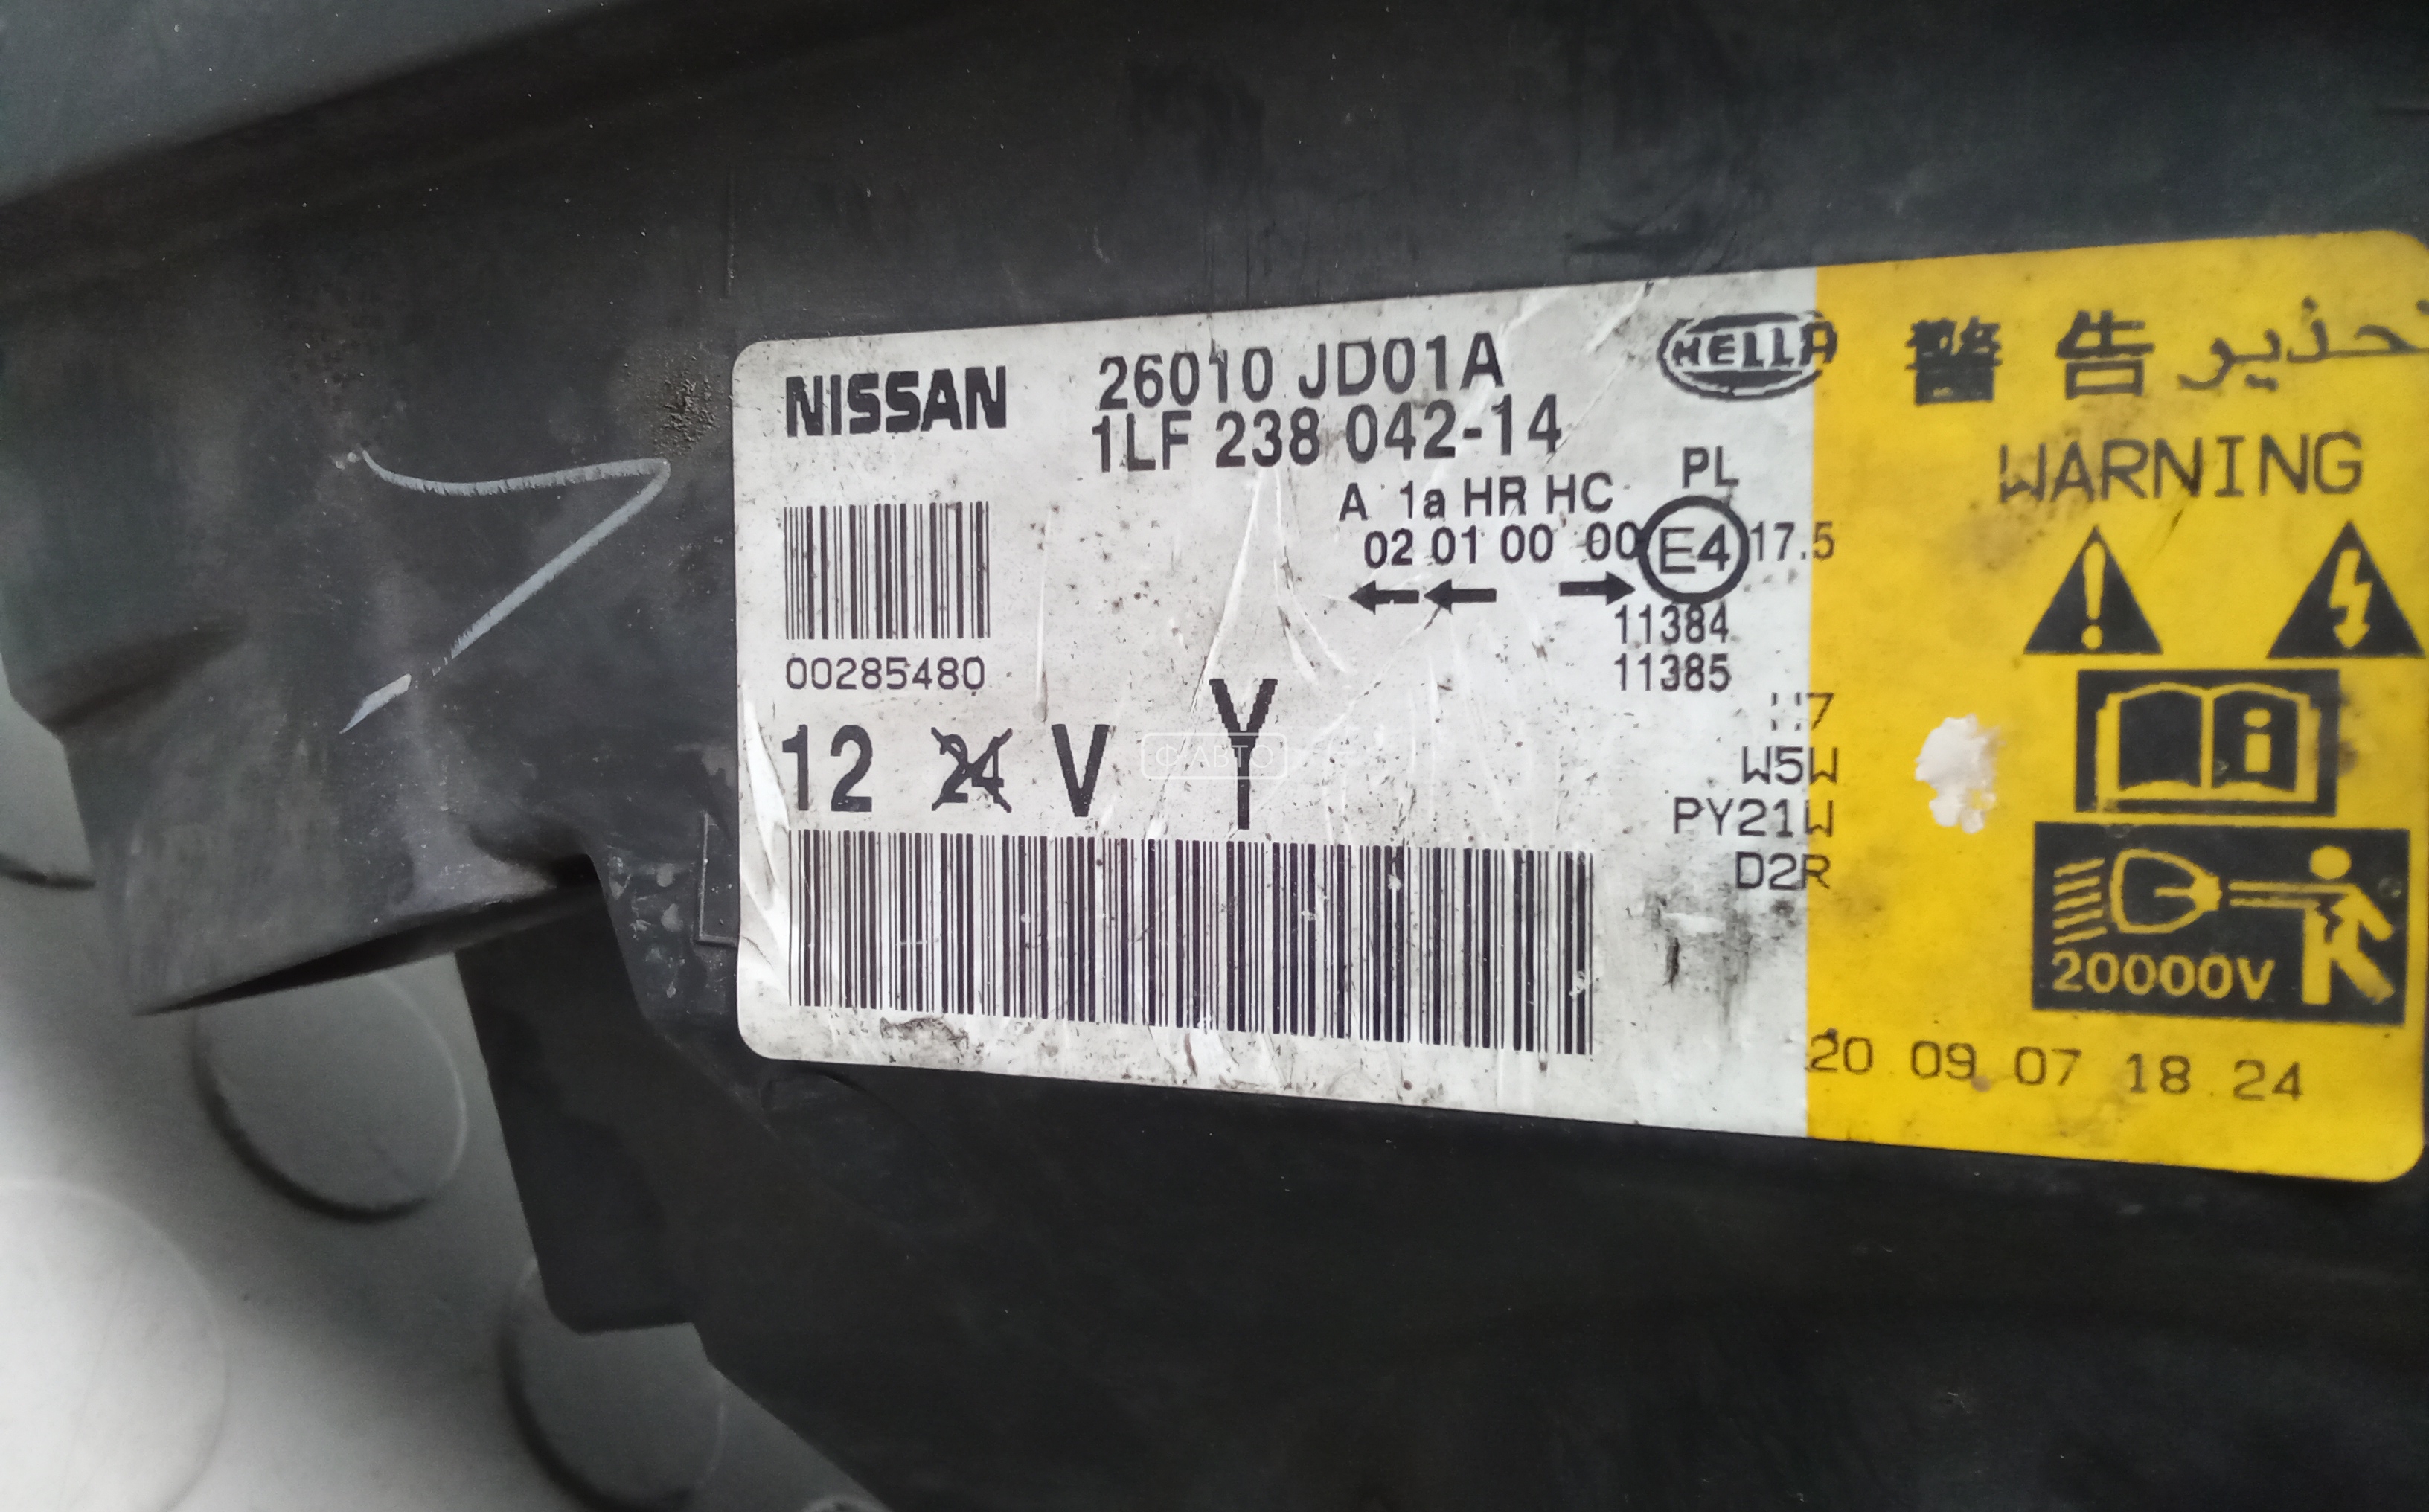 NISSAN
26010 JD01A
1LF 238 042-14
HELLA
A 1a HR HC PL
02 01 00 00 E4 17.5
11384
11385
00285480
12 24 V Y
H7
W5W
PY21W
D2R
警告 تحذير
WARNING
i
20000V
20 09 07 18 24